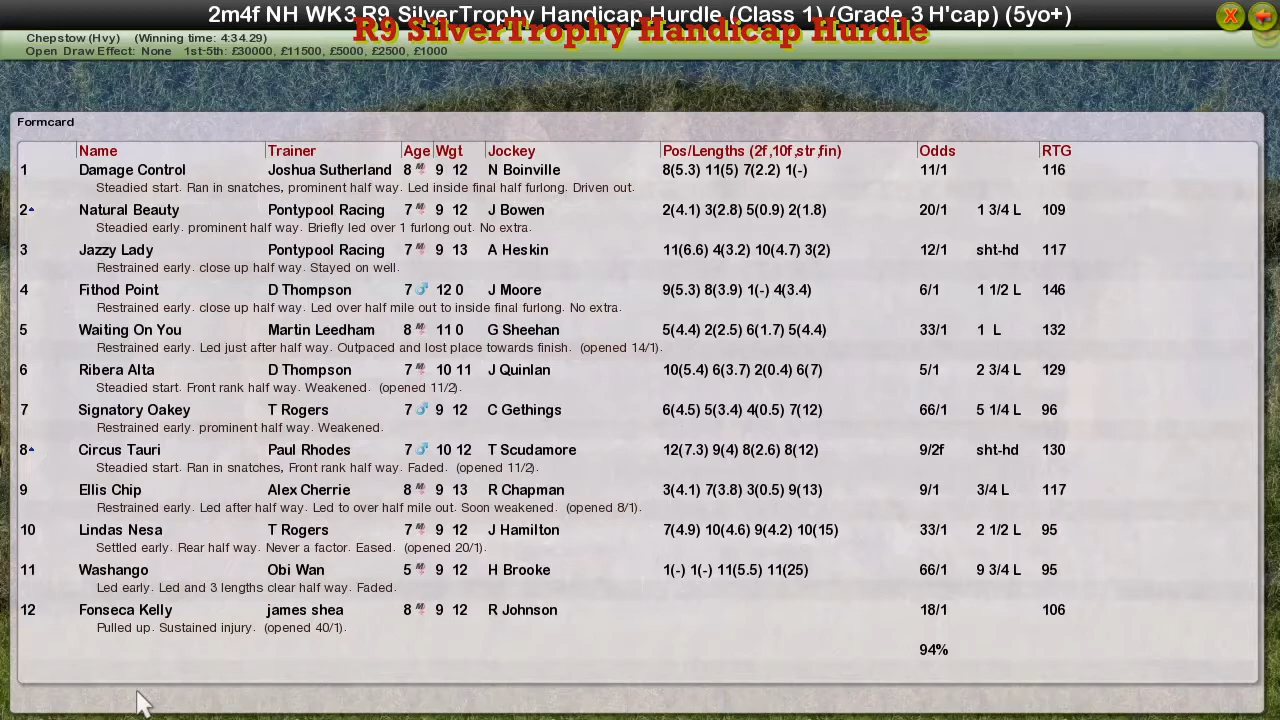 2m4f NH WK3 R9 SilverTrophy Handicap Hurdle (Class 1) (Grade 3 H'cap) (5yo+)
R9 SilverTrophy Handicap Hurdle
Chepstow (Hvy) (Winning time: 4:34.29)
Open Draw Effect: None 1st-5th: £30000, £11500, £5000, £2500, £1000
Formcard
Name Trainer Age Wgt Jockey Pos/Lengths (2f,10f,str,fin) Odds RTG
1 Damage Control Joshua Sutherland 8 9 12 N Boinville 8(5.3) 11(5) 7(2.2) 1(-) 11/1 116
Steadied start. Ran in snatches, prominent half way. Led inside final half furlong. Driven out.
2 Natural Beauty Pontypool Racing 7 9 12 J Bowen 2(4.1) 3(2.8) 5(0.9) 2(1.8) 20/1 1 3/4 L 109
Steadied early. prominent half way. Briefly led over 1 furlong out. No extra.
3 Jazzy Lady Pontypool Racing 7 9 13 A Heskin 11(6.6) 4(3.2) 10(4.7) 3(2) 12/1 sht-hd 117
Restrained early. close up half way. Stayed on well.
4 Fithod Point D Thompson 7 12 0 J Moore 9(5.3) 8(3.9) 1(-) 4(3.4) 6/1 1 1/2 L 146
Restrained early. close up half way. Led over half mile out to inside final furlong. No extra.
5 Waiting On You Martin Leedham 8 11 0 G Sheehan 5(4.4) 2(2.5) 6(1.7) 5(4.4) 33/1 1 L 132
Restrained early. Led just after half way. Outpaced and lost place towards finish. (opened 14/1).
6 Ribera Alta D Thompson 7 10 11 J Quinlan 10(5.4) 6(3.7) 2(0.4) 6(7) 5/1 2 3/4 L 129
Steadied start. Front rank half way. Weakened. (opened 11/2).
7 Signatory Oakey T Rogers 7 9 12 C Gethings 6(4.5) 5(3.4) 4(0.5) 7(12) 66/1 5 1/4 L 96
Restrained early. prominent half way. Weakened.
8 Circus Tauri Paul Rhodes 7 10 12 T Scudamore 12(7.3) 9(4) 8(2.6) 8(12) 9/2f sht-hd 130
Steadied start. Ran in snatches, Front rank half way. Faded. (opened 11/2).
9 Ellis Chip Alex Cherrie 8 9 13 R Chapman 3(4.1) 7(3.8) 3(0.5) 9(13) 9/1 3/4 L 117
Restrained early. Led after half way. Led to over half mile out. Soon weakened. (opened 8/1).
10 Lindas Nesa T Rogers 7 9 12 J Hamilton 7(4.9) 10(4.6) 9(4.2) 10(15) 33/1 2 1/2 L 95
Settled early. Rear half way. Never a factor. Eased. (opened 20/1).
11 Washango Obi Wan 5 9 12 H Brooke 1(-) 1(-) 11(5.5) 11(25) 66/1 9 3/4 L 95
Led early. Led and 3 lengths clear half way. Faded.
12 Fonseca Kelly james shea 8 9 12 R Johnson 18/1 106
Pulled up. Sustained injury. (opened 40/1).
94%